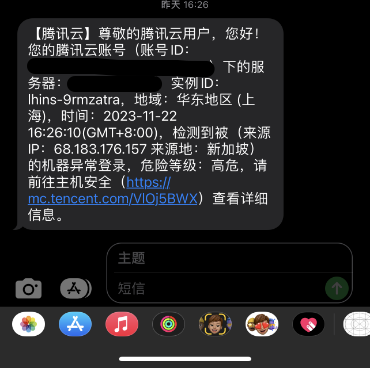 昨天 16:26
【腾讯云】尊敬的腾讯云用户，您好！
您的腾讯云账号（账号ID：
）下的服
务器： 实例ID：
lhins-9rmzatra，地域：华东地区 (上
海)，时间：2023-11-22
16:26:10(GMT+8:00)，检测到被（来源
IP：68.183.176.157 来源地：新加坡）
的机器异常登录，危险等级：高危，请
前往主机安全（https://
mc.tencent.com/VlOj5BWX）查看详细
信息。
主题
短信